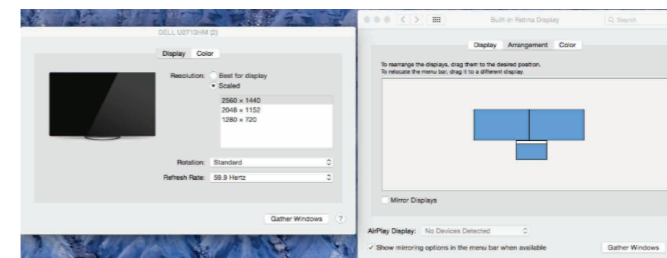 DELL U2713HM (2)
Display Color
Resolution: Best for display
Scaled
2560 × 1440
2048 × 1152
1280 × 720
Rotation: Standard
Refresh Rate: 59.9 Hertz
Gather Windows ?
Built-in Retina Display
Search
Display Arrangement Color
To rearrange the displays, drag them to the desired position.
To relocate the menu bar, drag it to a different display.
Mirror Displays
AirPlay Display: No Devices Detected
Show mirroring options in the menu bar when available
Gather Windows